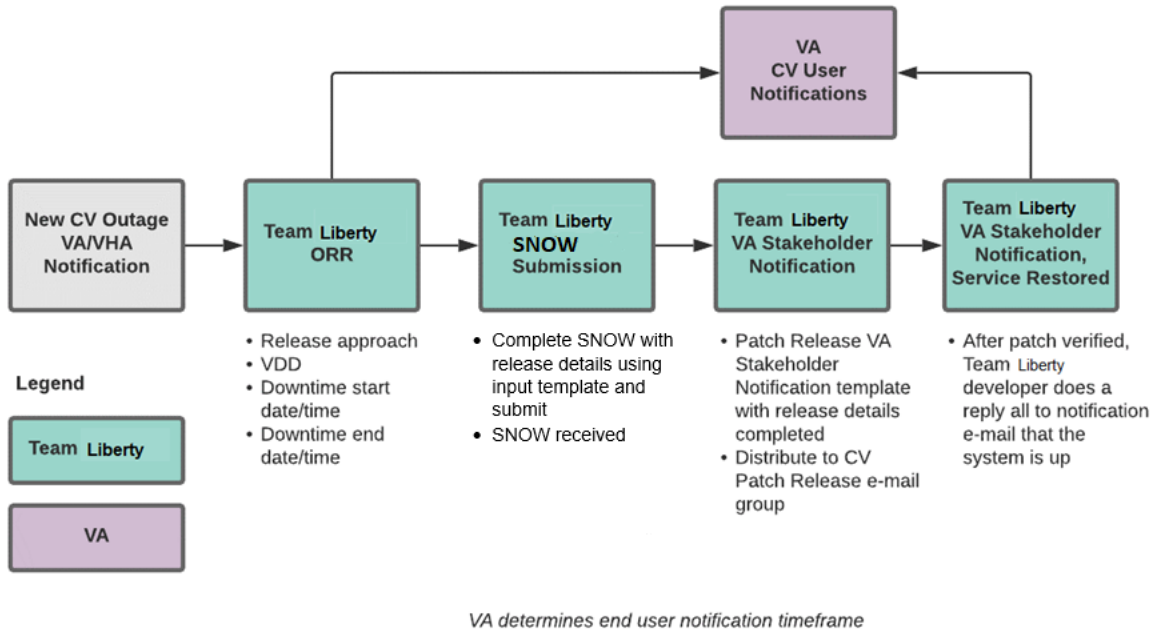 VA
CV User
Notifications
New CV Outage
VA/VHA
Notification
Team Liberty
ORR
Team Liberty
SNOW
Submission
Team Liberty
VA Stakeholder
Notification
Team Liberty
VA Stakeholder
Notification,
Service Restored
• Release approach
• VDD
• Downtime start
date/time
• Downtime end
date/time
• Complete SNOW with
release details using
input template and
submit
• SNOW received
• Patch Release VA
Stakeholder
Notification template
with release details
completed
• Distribute to CV
Patch Release e-mail
group
• After patch verified,
Team Liberty
developer does a
reply all to notification
e-mail that the
system is up
Legend
Team Liberty
VA
VA determines end user notification timeframe